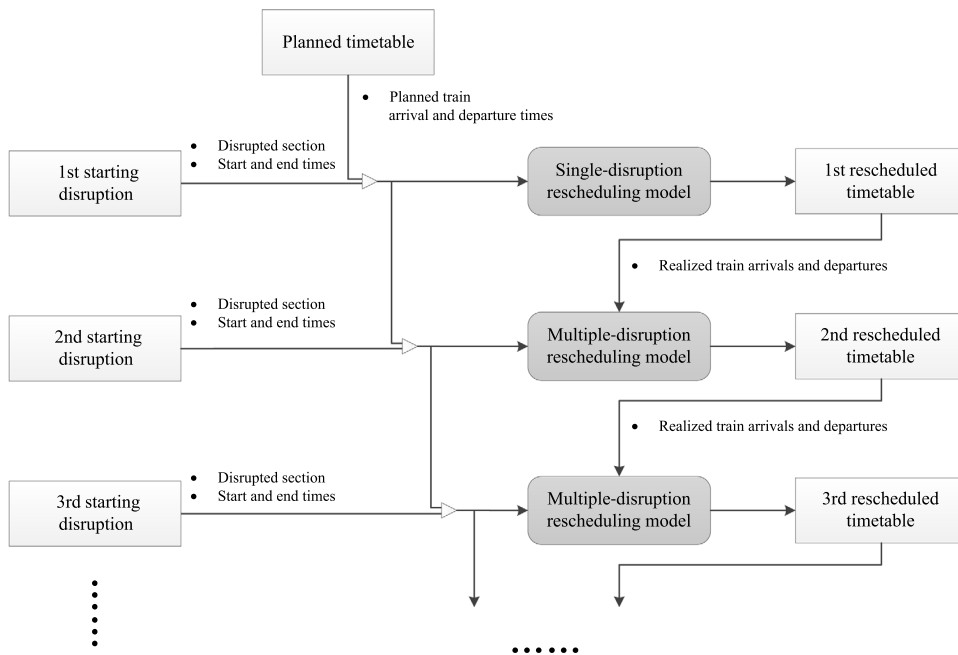 Planned timetable
• Planned train
arrival and departure times
• Disrupted section
• Start and end times
1st starting
disruption
Single-disruption
rescheduling model
1st rescheduled
timetable
• Realized train arrivals and departures
• Disrupted section
• Start and end times
2nd starting
disruption
Multiple-disruption
rescheduling model
2nd rescheduled
timetable
• Realized train arrivals and departures
• Disrupted section
• Start and end times
3rd starting
disruption
Multiple-disruption
rescheduling model
3rd rescheduled
timetable